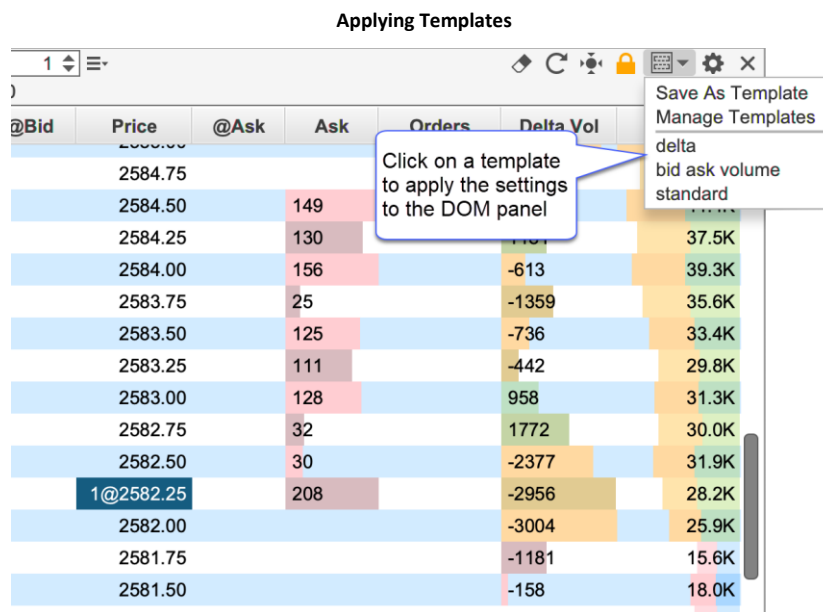 Applying Templates
1
)
@Bid Price @Ask Ask Orders Delta Vol
Save As Template
Manage Templates
delta
bid ask volume
standard
Click on a template
to apply the settings
to the DOM panel
2584.75
2584.50 149
2584.25 130 37.5K
2584.00 156 -613 39.3K
2583.75 25 -1359 35.6K
2583.50 125 -736 33.4K
2583.25 111 -442 29.8K
2583.00 128 958 31.3K
2582.75 32 1772 30.0K
2582.50 30 -2377 31.9K
1@2582.25 208 -2956 28.2K
2582.00 -3004 25.9K
2581.75 -1181 15.6K
2581.50 -158 18.0K